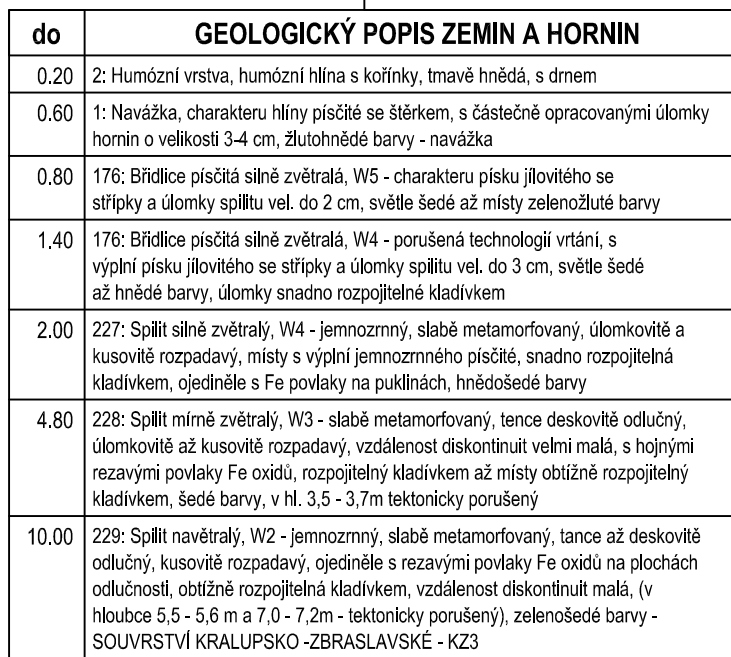 do GEOLOGICKÝ POPIS ZEMIN A HORNIN
0.20 2: Humózní vrstva, humózní hlína s kořínky, tmavě hnědá, s drnem
0.60 1: Navážka, charakteru hlíny písčité se štěrkem, s částečně opracovanými úlomky
hornin o velikosti 3-4 cm, žlutohnědé barvy - navážka
0.80 176: Břidlice písčitá silně zvětralá, W5 - charakteru písku jílovitého se
střípky a úlomky spilitu vel. do 2 cm, světle šedé až místy zelenožluté barvy
1.40 176: Břidlice písčitá silně zvětralá, W4 - porušená technologií vrtání, s
výplní písku jílovitého se střípky a úlomky spilitu vel. do 3 cm, světle šedé
až hnědé barvy, úlomky snadno rozpojitelné kladívkem
2.00 227: Spilit silně zvětralý, W4 - jemnozrnný, slabě metamorfovaný, úlomkovitě a
kusovitě rozpadavý, místy s výplní jemnozrnného písčité, snadno rozpojitelná
kladívkem, ojediněle s Fe povlaky na puklinách, hnědošedé barvy
4.80 228: Spilit mírně zvětralý, W3 - slabě metamorfovaný, tence deskovitě odlučný,
úlomkovitě až kusovitě rozpadavý, vzdálenost diskontinuit velmi malá, s hojnými
rezavými povlaky Fe oxidů, rozpojitelný kladívkem až místy obtížně rozpojitelný
kladívkem, šedé barvy, v hl. 3,5 - 3,7m tektonicky porušený
10.00 229: Spilit navětralý, W2 - jemnozrnný, slabě metamorfovaný, tance až deskovitě
odlučný, kusovitě rozpadavý, ojediněle s rezavými povlaky Fe oxidů na plochách
odlučnosti, obtížně rozpojitelná kladívkem, vzdálenost diskontinuit malá, (v
hloubce 5,5 - 5,6 m a 7,0 - 7,2m - tektonicky porušený), zelenošedé barvy -
SOUVRSTVÍ KRALUPSKO -ZBRASLAVSKÉ - KZ3